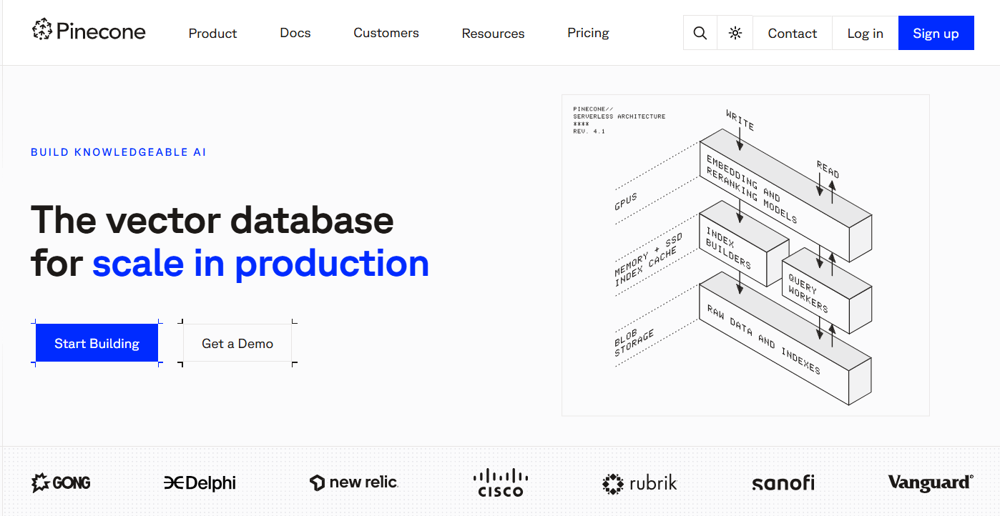 Pinecone
Product
Docs
Customers
Resources
Pricing
Contact
Log in
Sign up
BUILD KNOWLEDGEABLE AI
The vector database
for scale in production
Start Building
Get a Demo
PINECONE//
SERVERLESS ARCHITECTURE
****
REV. 4.1
WRITE
READ
EMBEDDING AND
RERANKING MODELS
GPUS
INDEX
BUILDERS
MEMORY + SSD
INDEX CACHE
QUERY
WORKERS
RAW DATA AND INDEXES
BLOB
STORAGE
GONG
Delphi
new relic.
CISCO
rubrik
sanofi
Vanguard®